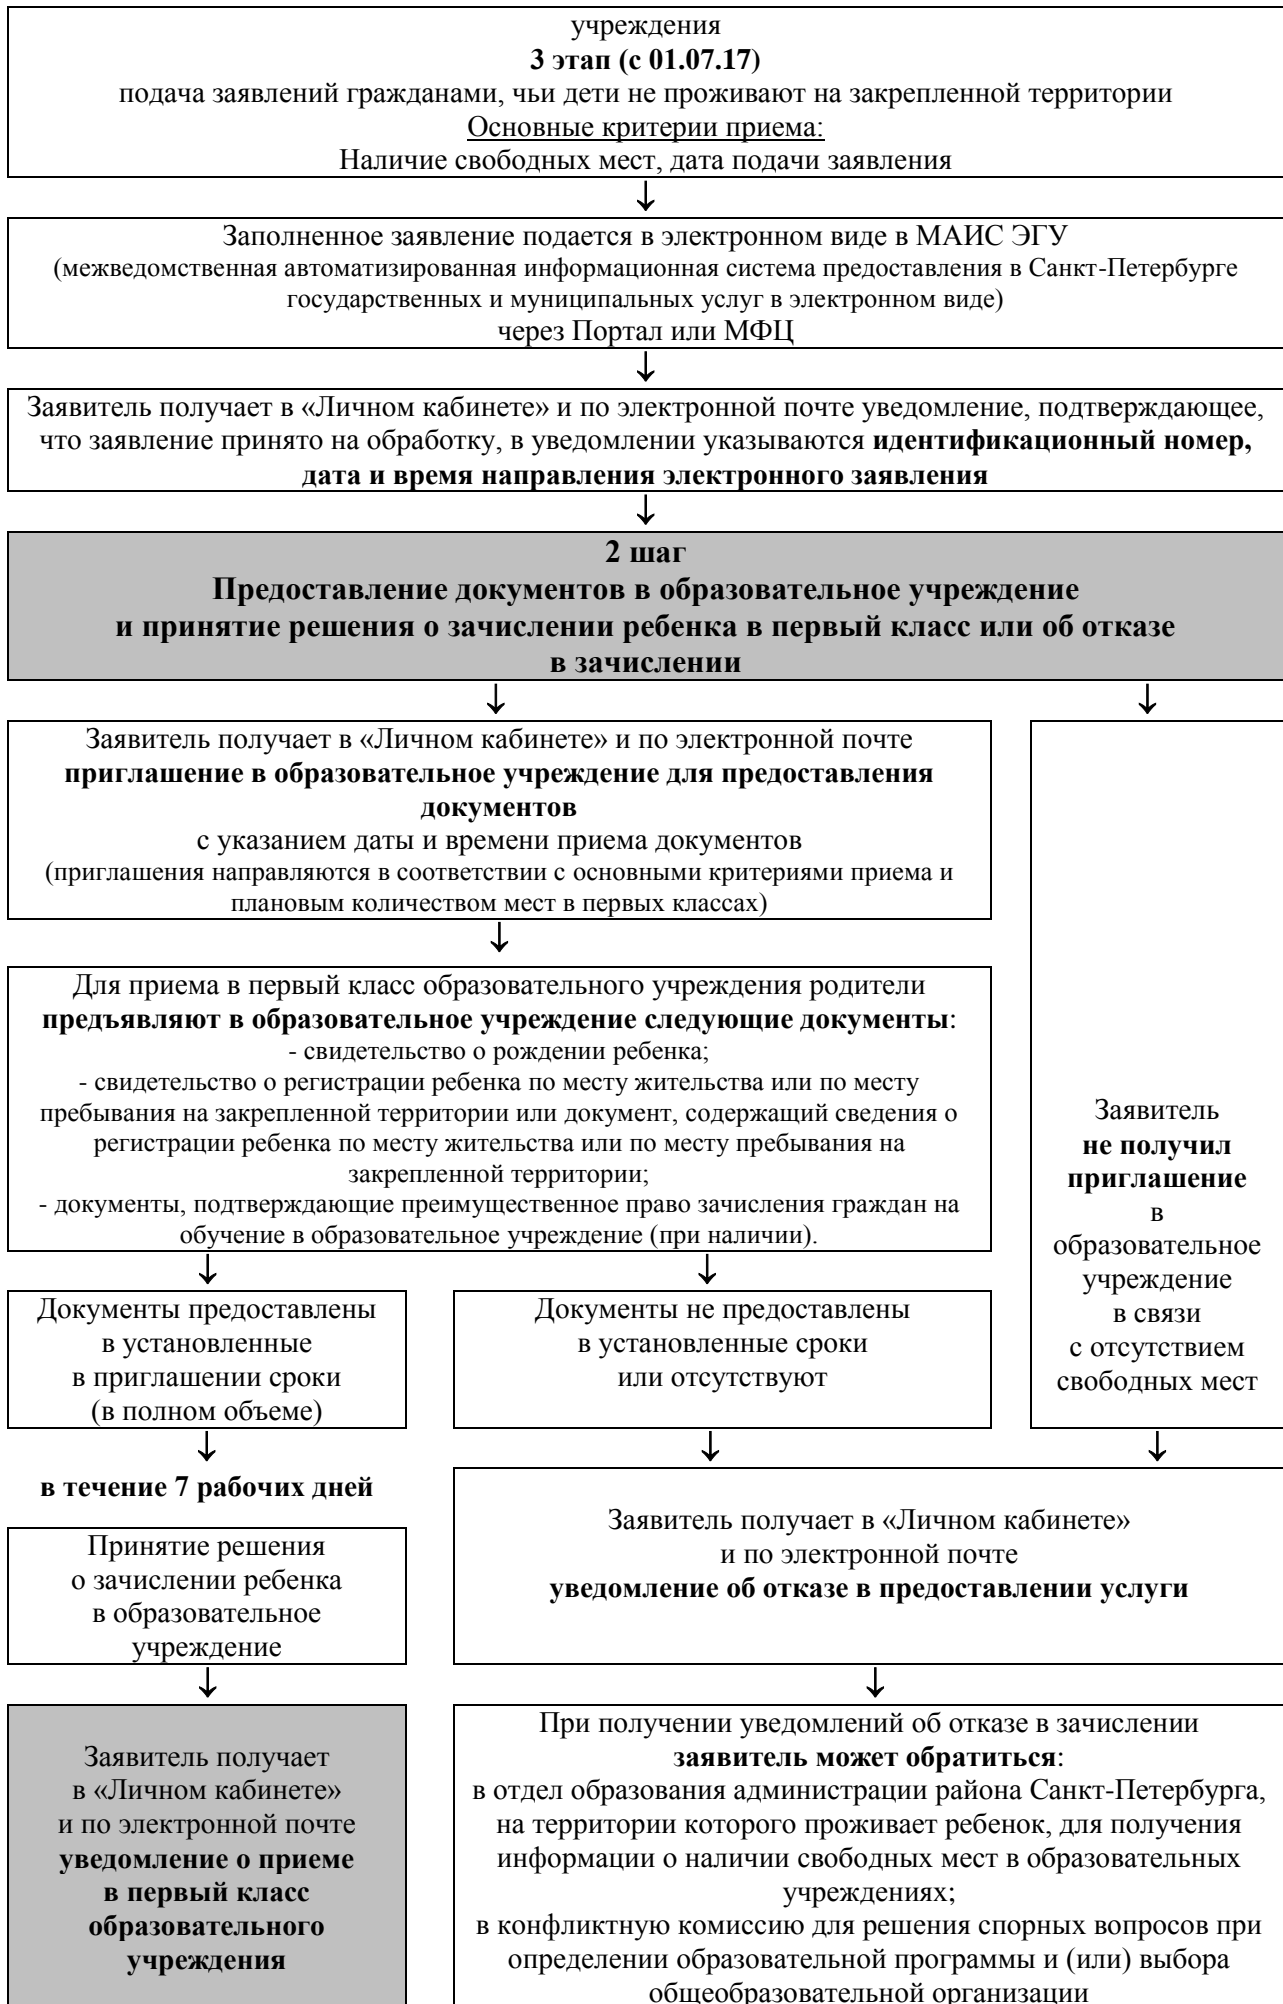 учреждения
3 этап (с 01.07.17)
подача заявлений гражданами, чьи дети не проживают на закрепленной территории
Основные критерии приема:
Наличие свободных мест, дата подачи заявления
↓
Заполненное заявление подается в электронном виде в МАИС ЭГУ
(межведомственная автоматизированная информационная система предоставления в Санкт-Петербурге
государственных и муниципальных услуг в электронном виде)
через Портал или МФЦ
↓
Заявитель получает в «Личном кабинете» и по электронной почте уведомление, подтверждающее,
что заявление принято на обработку, в уведомлении указываются идентификационный номер,
дата и время направления электронного заявления
↓
2 шаг
Предоставление документов в образовательное учреждение
и принятие решения о зачислении ребенка в первый класс или об отказе
в зачислении
↓ ↓
Заявитель получает в «Личном кабинете» и по электронной почте
приглашение в образовательное учреждение для предоставления
документов
с указанием даты и времени приема документов
(приглашения направляются в соответствии с основными критериями приема и
плановым количеством мест в первых классах)
↓
Для приема в первый класс образовательного учреждения родители
предъявляют в образовательное учреждение следующие документы:
- свидетельство о рождении ребенка;
- свидетельство о регистрации ребенка по месту жительства или по месту
пребывания на закрепленной территории или документ, содержащий сведения о
регистрации ребенка по месту жительства или по месту пребывания на
закрепленной территории;
- документы, подтверждающие преимущественное право зачисления граждан на
обучение в образовательное учреждение (при наличии).
Заявитель
не получил
приглашение
в
образовательное
учреждение
в связи
с отсутствием
свободных мест
↓ ↓
Документы предоставлены
в установленные
в приглашении сроки
(в полном объеме)
Документы не предоставлены
в установленные сроки
или отсутствуют
↓ ↓ ↓
в течение 7 рабочих дней
Принятие решения
о зачислении ребенка
в образовательное
учреждение
Заявитель получает в «Личном кабинете»
и по электронной почте
уведомление об отказе в предоставлении услуги
↓ ↓
Заявитель получает
в «Личном кабинете»
и по электронной почте
уведомление о приеме
в первый класс
образовательного
учреждения
При получении уведомлений об отказе в зачислении
заявитель может обратиться:
в отдел образования администрации района Санкт-Петербурга,
на территории которого проживает ребенок, для получения
информации о наличии свободных мест в образовательных
учреждениях;
в конфликтную комиссию для решения спорных вопросов при
определении образовательной программы и (или) выбора
общеобразовательной организации